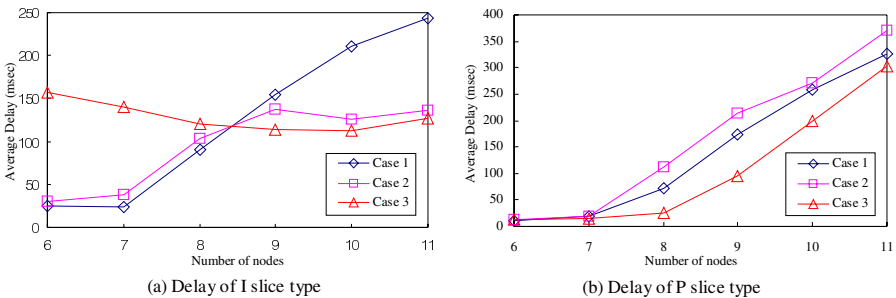 250
200
150
100
50
0
Average Delay (msec)
6 7 8 9 10 11
Number of nodes
Case 1
Case 2
Case 3
(a) Delay of I slice type
400
350
300
250
200
150
100
50
0
Average Delay (msec)
6 7 8 9 10 11
Number of nodes
Case 1
Case 2
Case 3
(b) Delay of P slice type